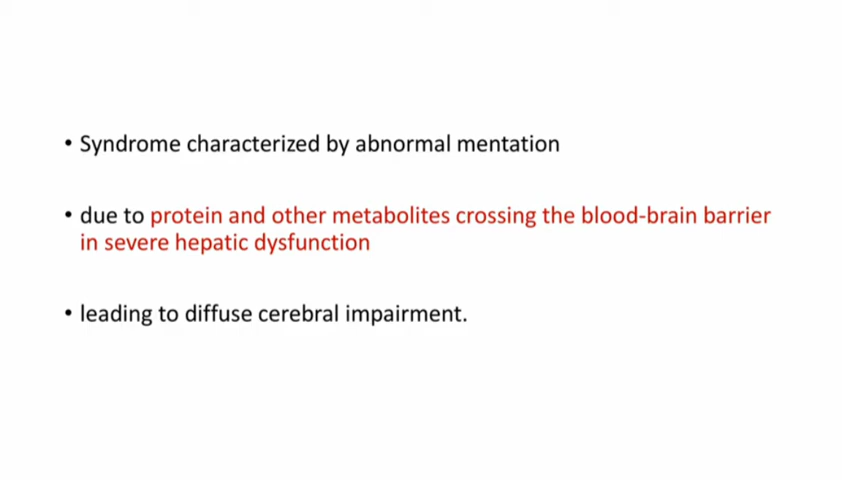 • Syndrome characterized by abnormal mentation
• due to protein and other metabolites crossing the blood-brain barrier
in severe hepatic dysfunction
• leading to diffuse cerebral impairment.